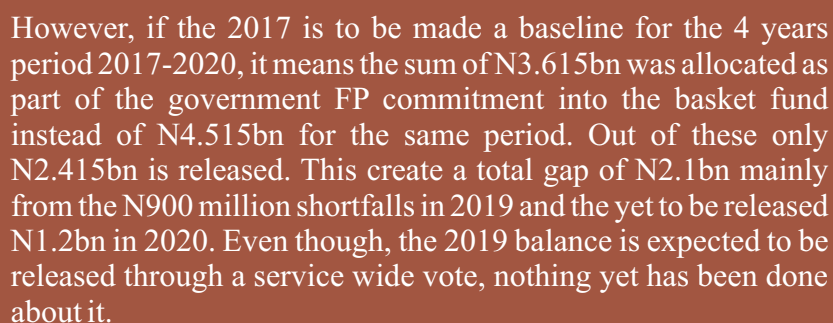 However, if the 2017 is to be made a baseline for the 4 years
period 2017-2020, it means the sum of N3.615bn was allocated as
part of the government FP commitment into the basket fund
instead of N4.515bn for the same period. Out of these only
N2.415bn is released. This create a total gap of N2.1bn mainly
from the N900 million shortfalls in 2019 and the yet to be released
N1.2bn in 2020. Even though, the 2019 balance is expected to be
released through a service wide vote, nothing yet has been done
about it.